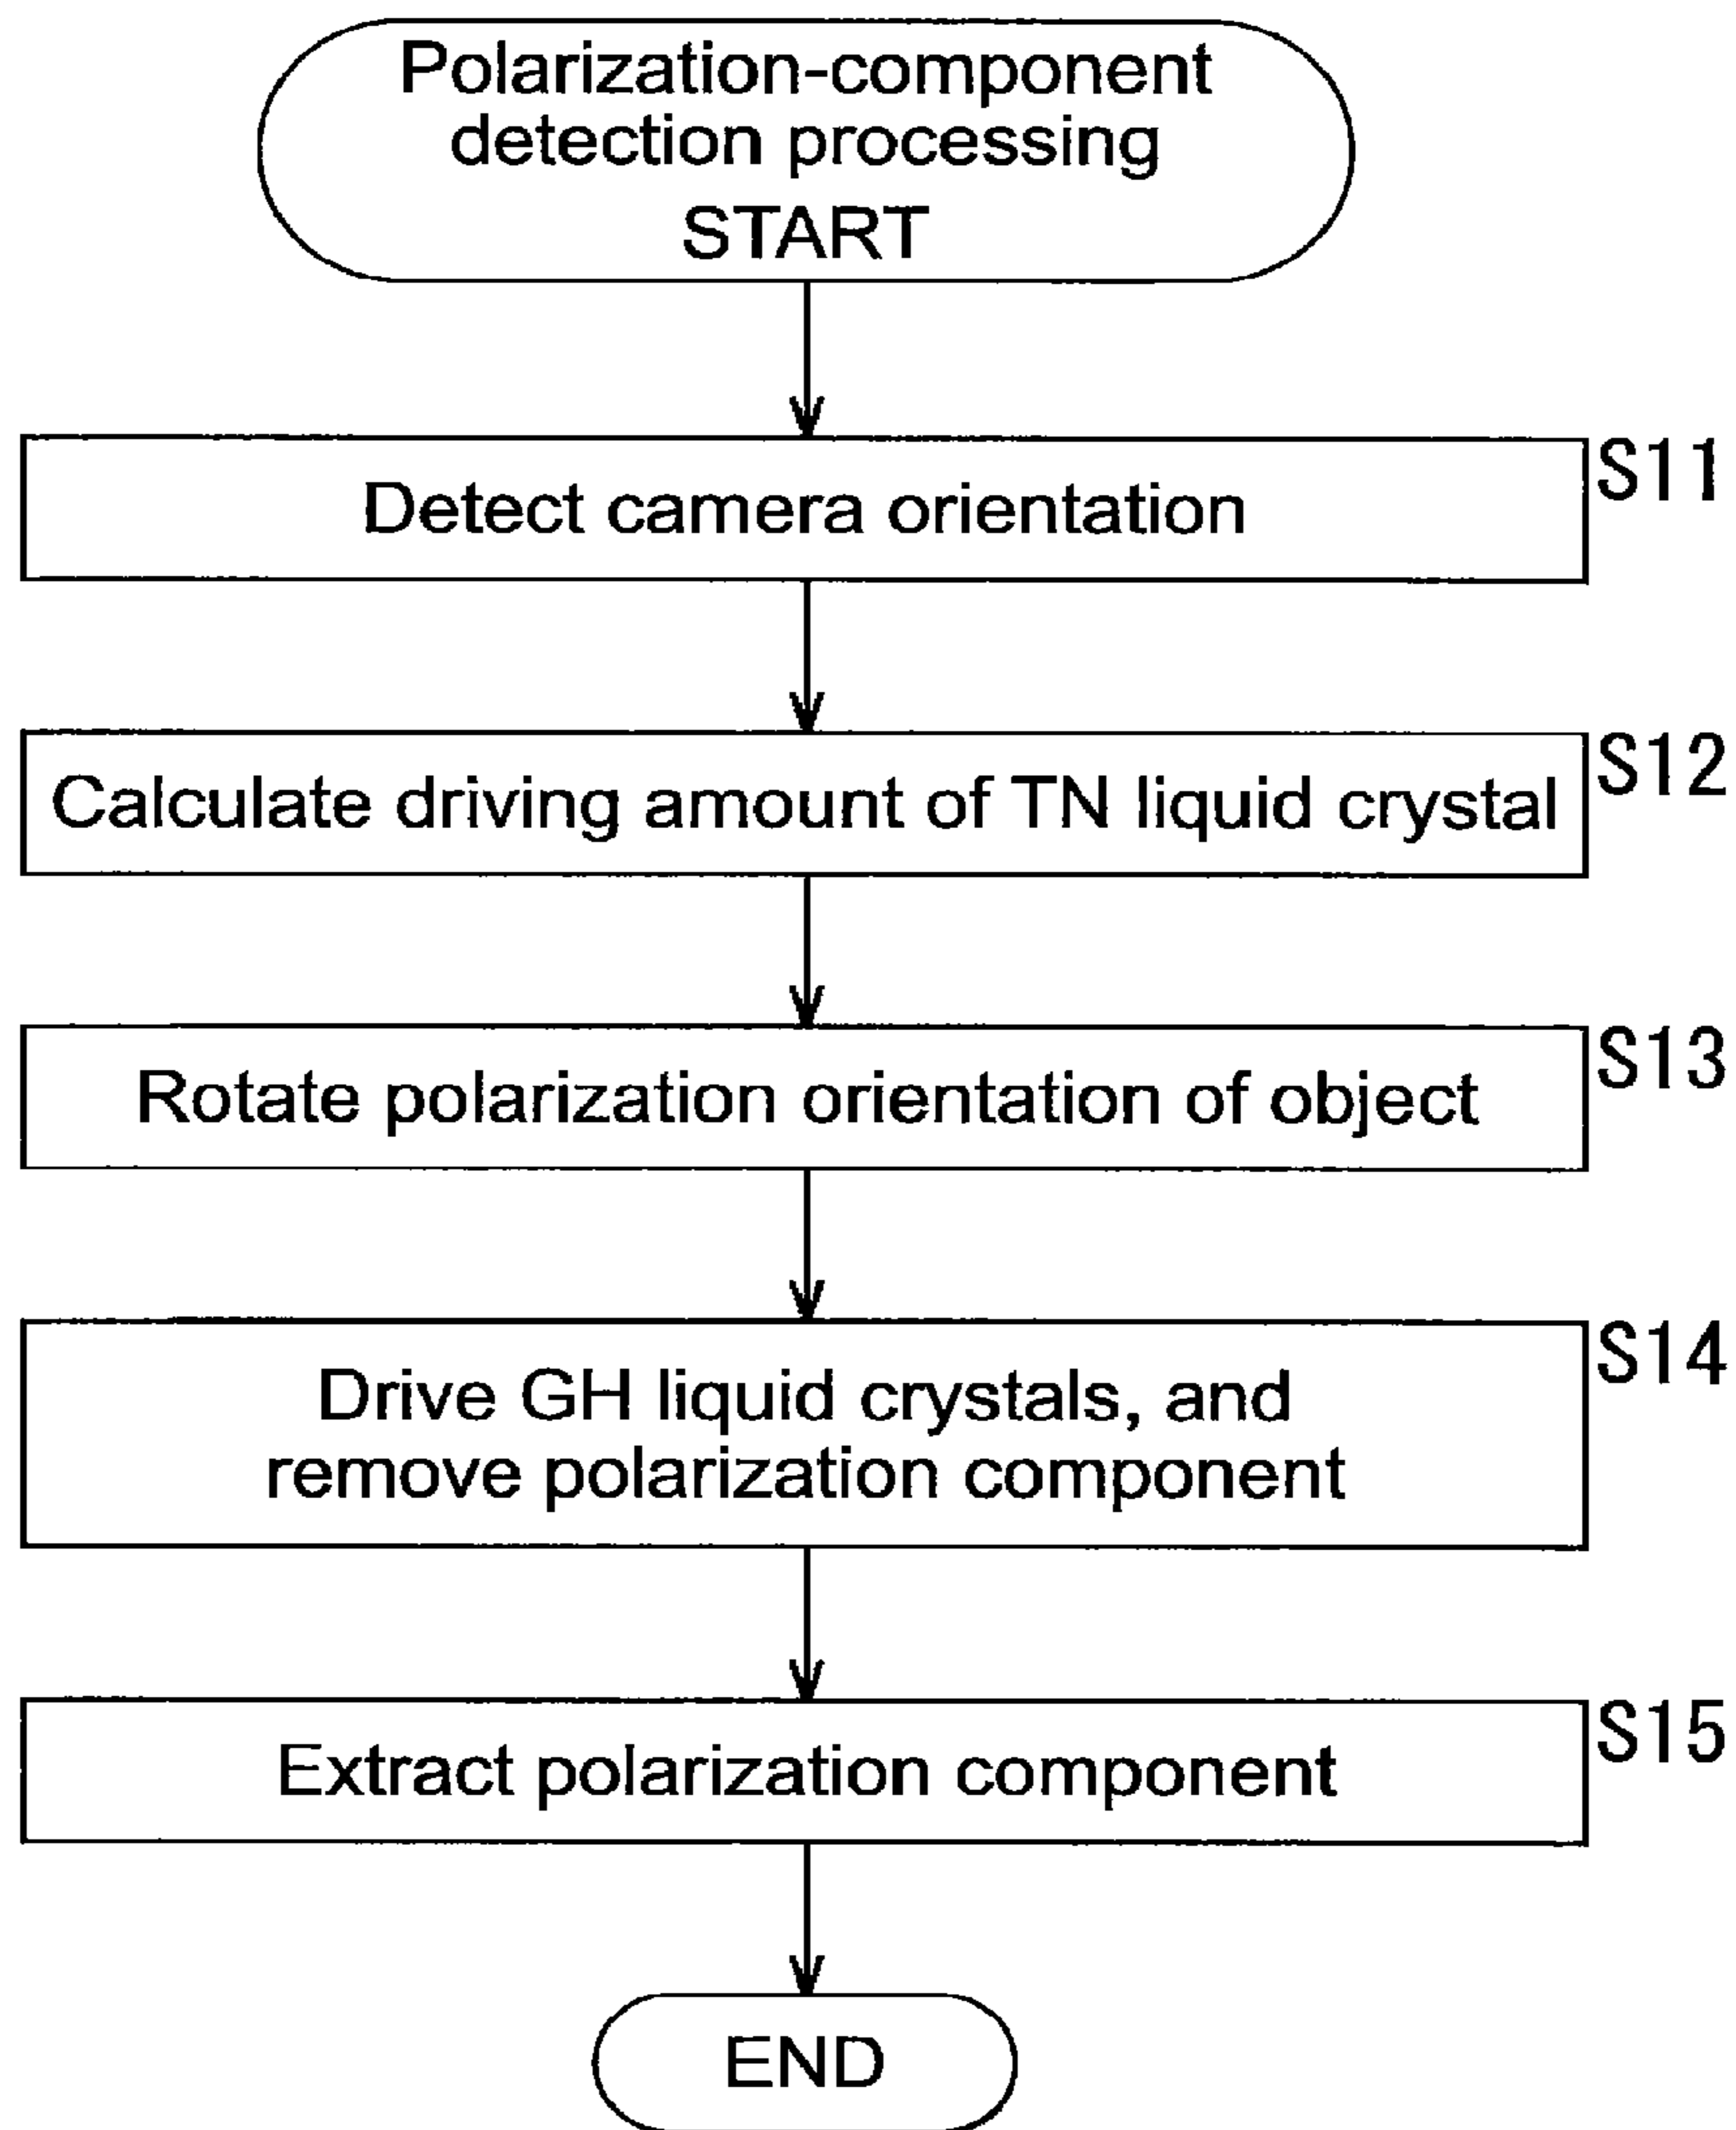 Polarization-component
detection processing
START
S11
Detect camera orientation
S12
Calculate driving amount of TN liquid crystal
S13
Rotate polarization orientation of object
S14
Drive GH liquid crystals, and
remove polarization component
S15
Extract polarization component
END